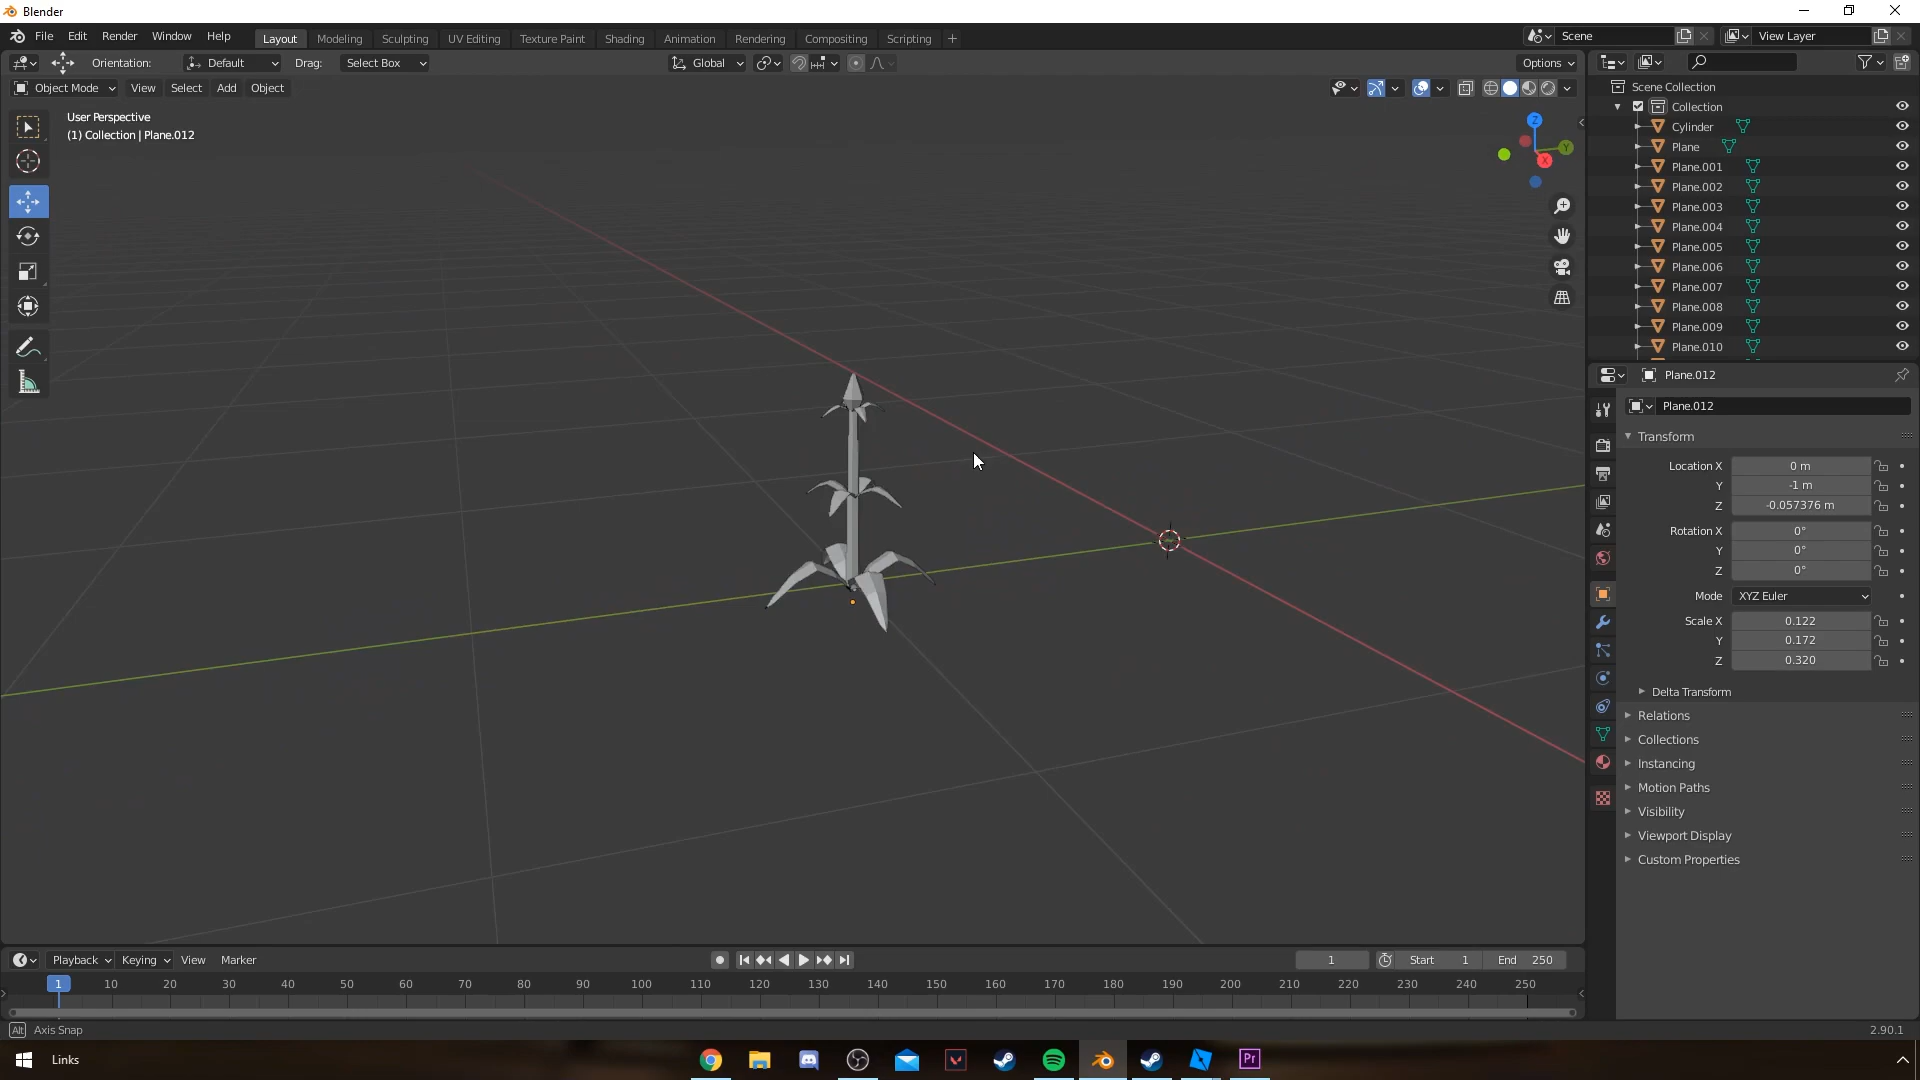 Blender
File Edit Render Window Help
Layout Modeling Sculpting UV Editing Texture Paint Shading Animation Rendering Compositing Scripting +
Scene
View Layer
Orientation: Default Drag: Select Box
Global
Options
Object Mode View Select Add Object
User Perspective
(1) Collection | Plane.012
Z
Y
X
Scene Collection
Collection
Cylinder
Plane
Plane.001
Plane.002
Plane.003
Plane.004
Plane.005
Plane.006
Plane.007
Plane.008
Plane.009
Plane.010
Plane.012
Plane.012
Transform
Location X 0 m
Y -1 m
Z -0.057376 m
Rotation X 0°
Y 0°
Z 0°
Mode XYZ Euler
Scale X 0.122
Y 0.172
Z 0.320
Delta Transform
Relations
Collections
Instancing
Motion Paths
Visibility
Viewport Display
Custom Properties
Playback Keying View Marker
1 Start 1 End 250
1 10 20 30 40 50 60 70 80 90 100 110 120 130 140 150 160 170 180 190 200 210 220 230 240 250
Alt Axis Snap
2.90.1
Links
Pr